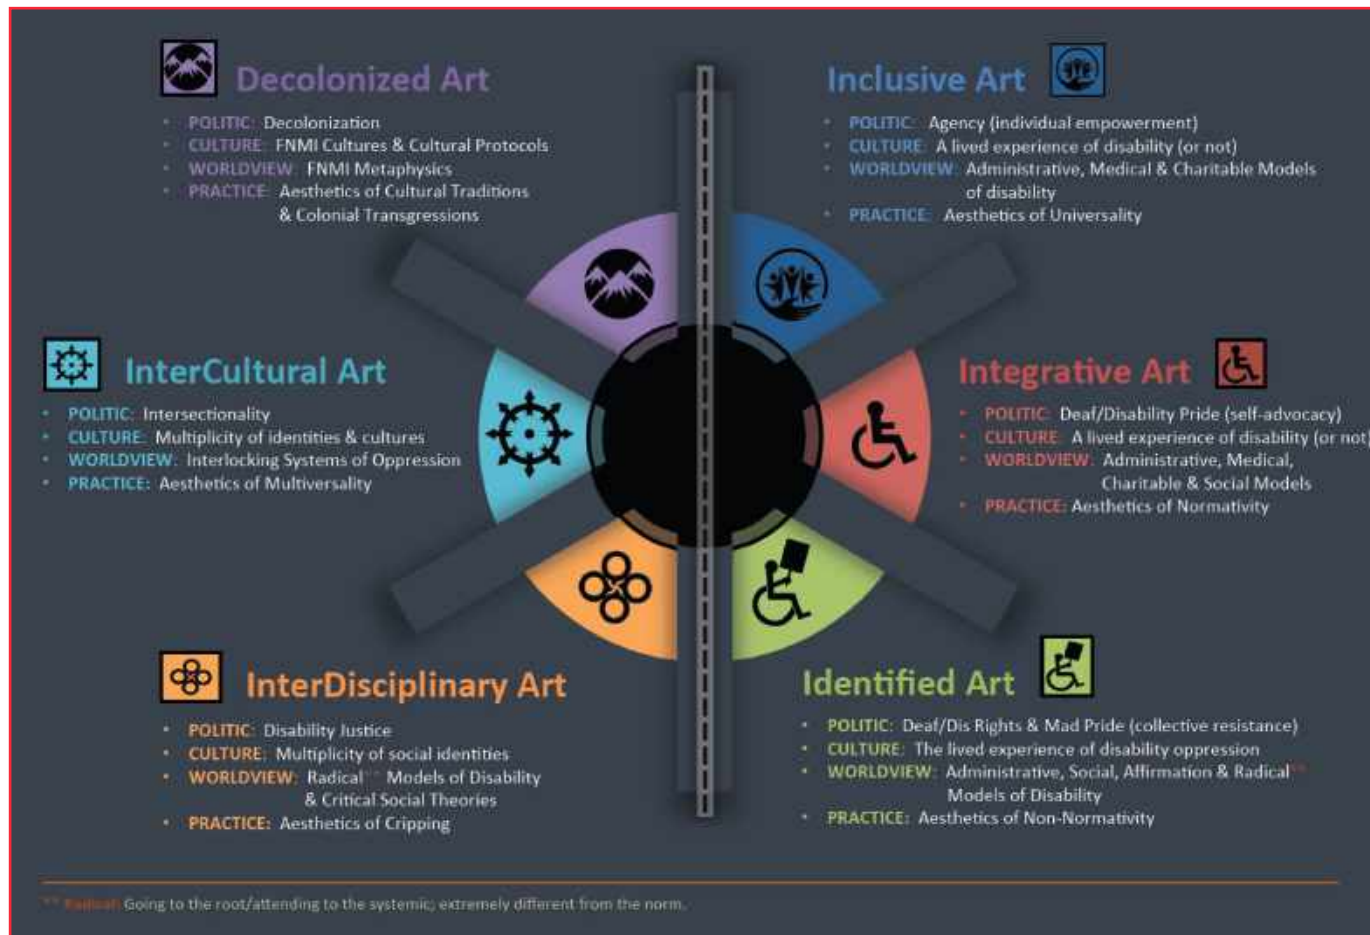 Decolonized Art
• POLITIC: Decolonization
• CULTURE: FNMI Cultures & Cultural Protocols
• WORLDVIEW: FNMI Metaphysics
• PRACTICE: Aesthetics of Cultural Traditions
& Colonial Transgressions
Inclusive Art
• POLITIC: Agency (individual empowerment)
• CULTURE: A lived experience of disability (or not)
• WORLDVIEW: Administrative, Medical & Charitable Models
of disability
• PRACTICE: Aesthetics of Universality
InterCultural Art
• POLITIC: Intersectionality
• CULTURE: Multiplicity of identities & cultures
• WORLDVIEW: Interlocking Systems of Oppression
• PRACTICE: Aesthetics of Multiversality
Integrative Art
• POLITIC: Deaf/Disability Pride (self-advocacy)
• CULTURE: A lived experience of disability (or not)
• WORLDVIEW: Administrative, Medical,
Charitable & Social Models
• PRACTICE: Aesthetics of Normativity
InterDisciplinary Art
• POLITIC: Disability Justice
• CULTURE: Multiplicity of social identities
• WORLDVIEW: Radical** Models of Disability
& Critical Social Theories
• PRACTICE: Aesthetics of Cripping
Identified Art
• POLITIC: Deaf/Dis Rights & Mad Pride (collective resistance)
• CULTURE: The lived experience of disability oppression
• WORLDVIEW: Administrative, Social, Affirmation & Radical**
Models of Disability
• PRACTICE: Aesthetics of Non-Normativity
** Radical: Going to the root/attending to the systemic; extremely different from the norm.